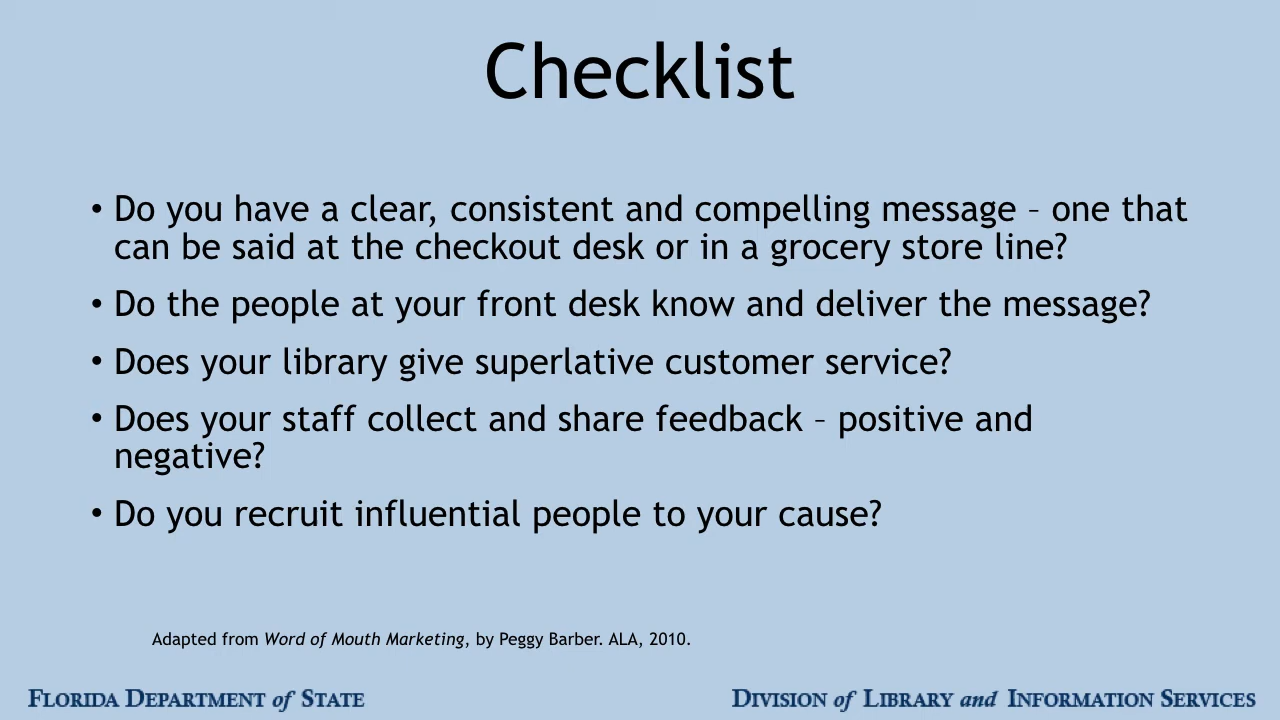 Checklist
• Do you have a clear, consistent and compelling message – one that
can be said at the checkout desk or in a grocery store line?
• Do the people at your front desk know and deliver the message?
• Does your library give superlative customer service?
• Does your staff collect and share feedback – positive and
negative?
• Do you recruit influential people to your cause?
Adapted from Word of Mouth Marketing, by Peggy Barber. ALA, 2010.
FLORIDA DEPARTMENT of STATE
DIVISION of LIBRARY and INFORMATION SERVICES